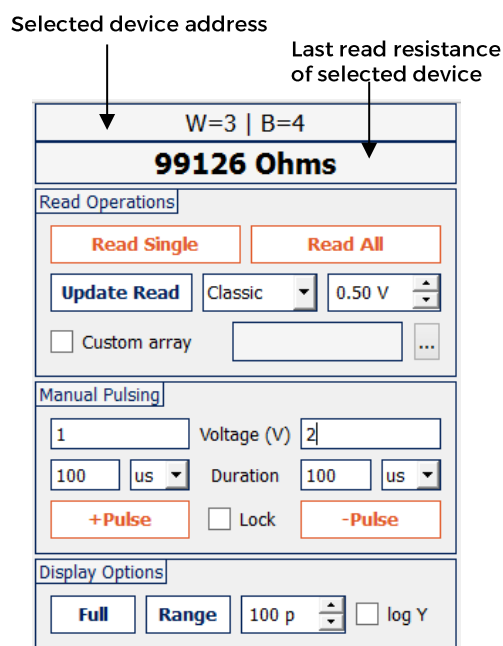 Selected device address
Last read resistance
of selected device
W=3 | B=4
99126 Ohms
Read Operations
Read Single Read All
Update Read Classic 0.50 V
Custom array ...
Manual Pulsing
1 Voltage (V) 2
100 us Duration 100 us
+Pulse Lock -Pulse
Display Options
Full Range 100 p log Y